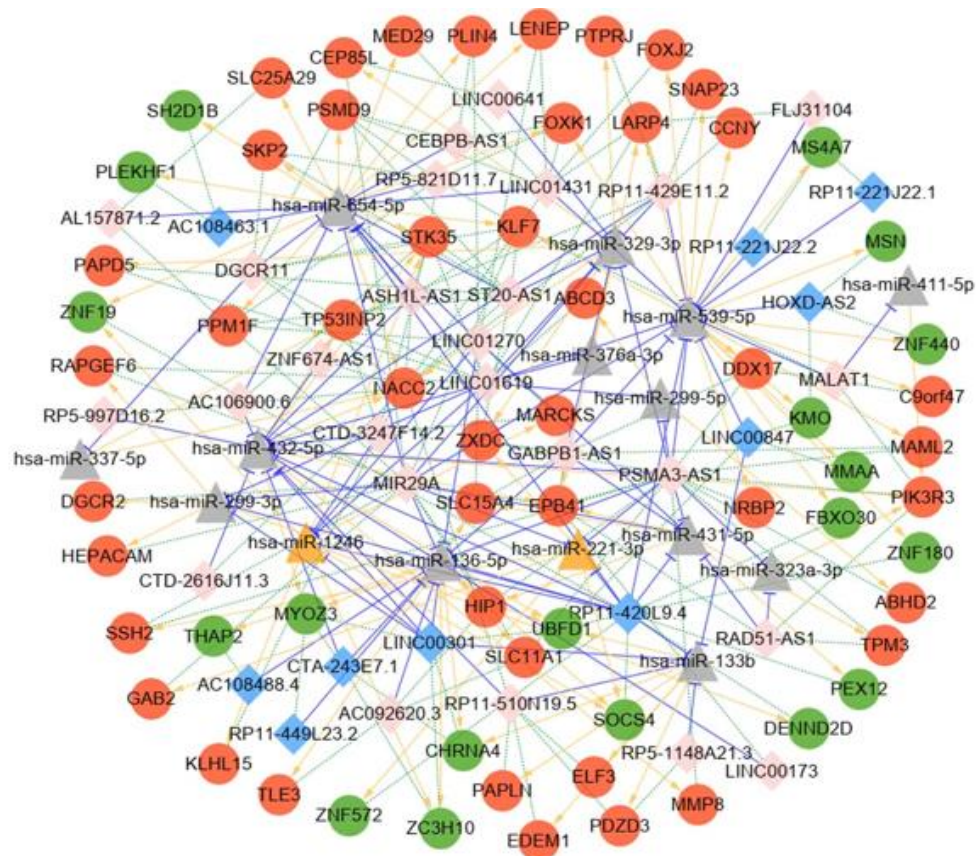 MED29
PLIN4
LENEP
PTPRJ
CEP85L
FOXJ2
SLC25A29
SNAP23
LINC00641
SH2D1B
PSMD9
FLJ31104
FOXK1
LARP4
CCNY
CEBPB-AS1
SKP2
MS4A7
PLEKHF1
RP5-821D11.7
LINC01431
RP11-429E11.2
RP11-221J22.1
hsa-miR-654-5p
AL157871.2
AC108463.1
STK35
KLF7
hsa-miR-329-3p
RP11-221J22.2
MSN
PAPD5
DGCR11
hsa-miR-411-5p
ASH1L-AS1
ST20-AS1
ABCD3
HOXD-AS2
ZNF19
PPM1F
TP53INP2
hsa-miR-539-5p
LINC01270
ZNF440
RAPGEF6
ZNF674-AS1
hsa-miR-376a-3p
DDX17
NACC2
LINC01619
MALAT1
C9orf47
AC106900.6
hsa-miR-299-5p
RP5-997D16.2
MARCKS
KMO
CTD-3247F14.2
ZXDC
LINC00847
MAML2
hsa-miR-337-5p
hsa-miR-432-5p
GABPB1-AS1
MMAA
MIR29A
PSMA3-AS1
DGCR2
hsa-miR-299-3p
SLC15A4
EPB41
NRBP2
PIK3R3
FBXO30
hsa-miR-1246
hsa-miR-221-3p
hsa-miR-431-5p
HEPACAM
hsa-miR-136-5p
ZNF180
hsa-miR-323a-3p
CTD-2616J11.3
MYOZ3
HIP1
RP11-420L9.4
ABHD2
SSH2
THAP2
LINC00301
UBFD1
RAD51-AS1
TPM3
SLC11A1
hsa-miR-133b
CTA-243E7.1
AC108488.4
PEX12
GAB2
AC092620.3
RP11-510N19.5
SOCS4
DENND2D
RP11-449L23.2
CHRNA4
RP5-1148A21.3
KLHL15
LINC00173
ELF3
TLE3
PAPLN
MMP8
ZNF572
ZC3H10
PDZD3
EDEM1